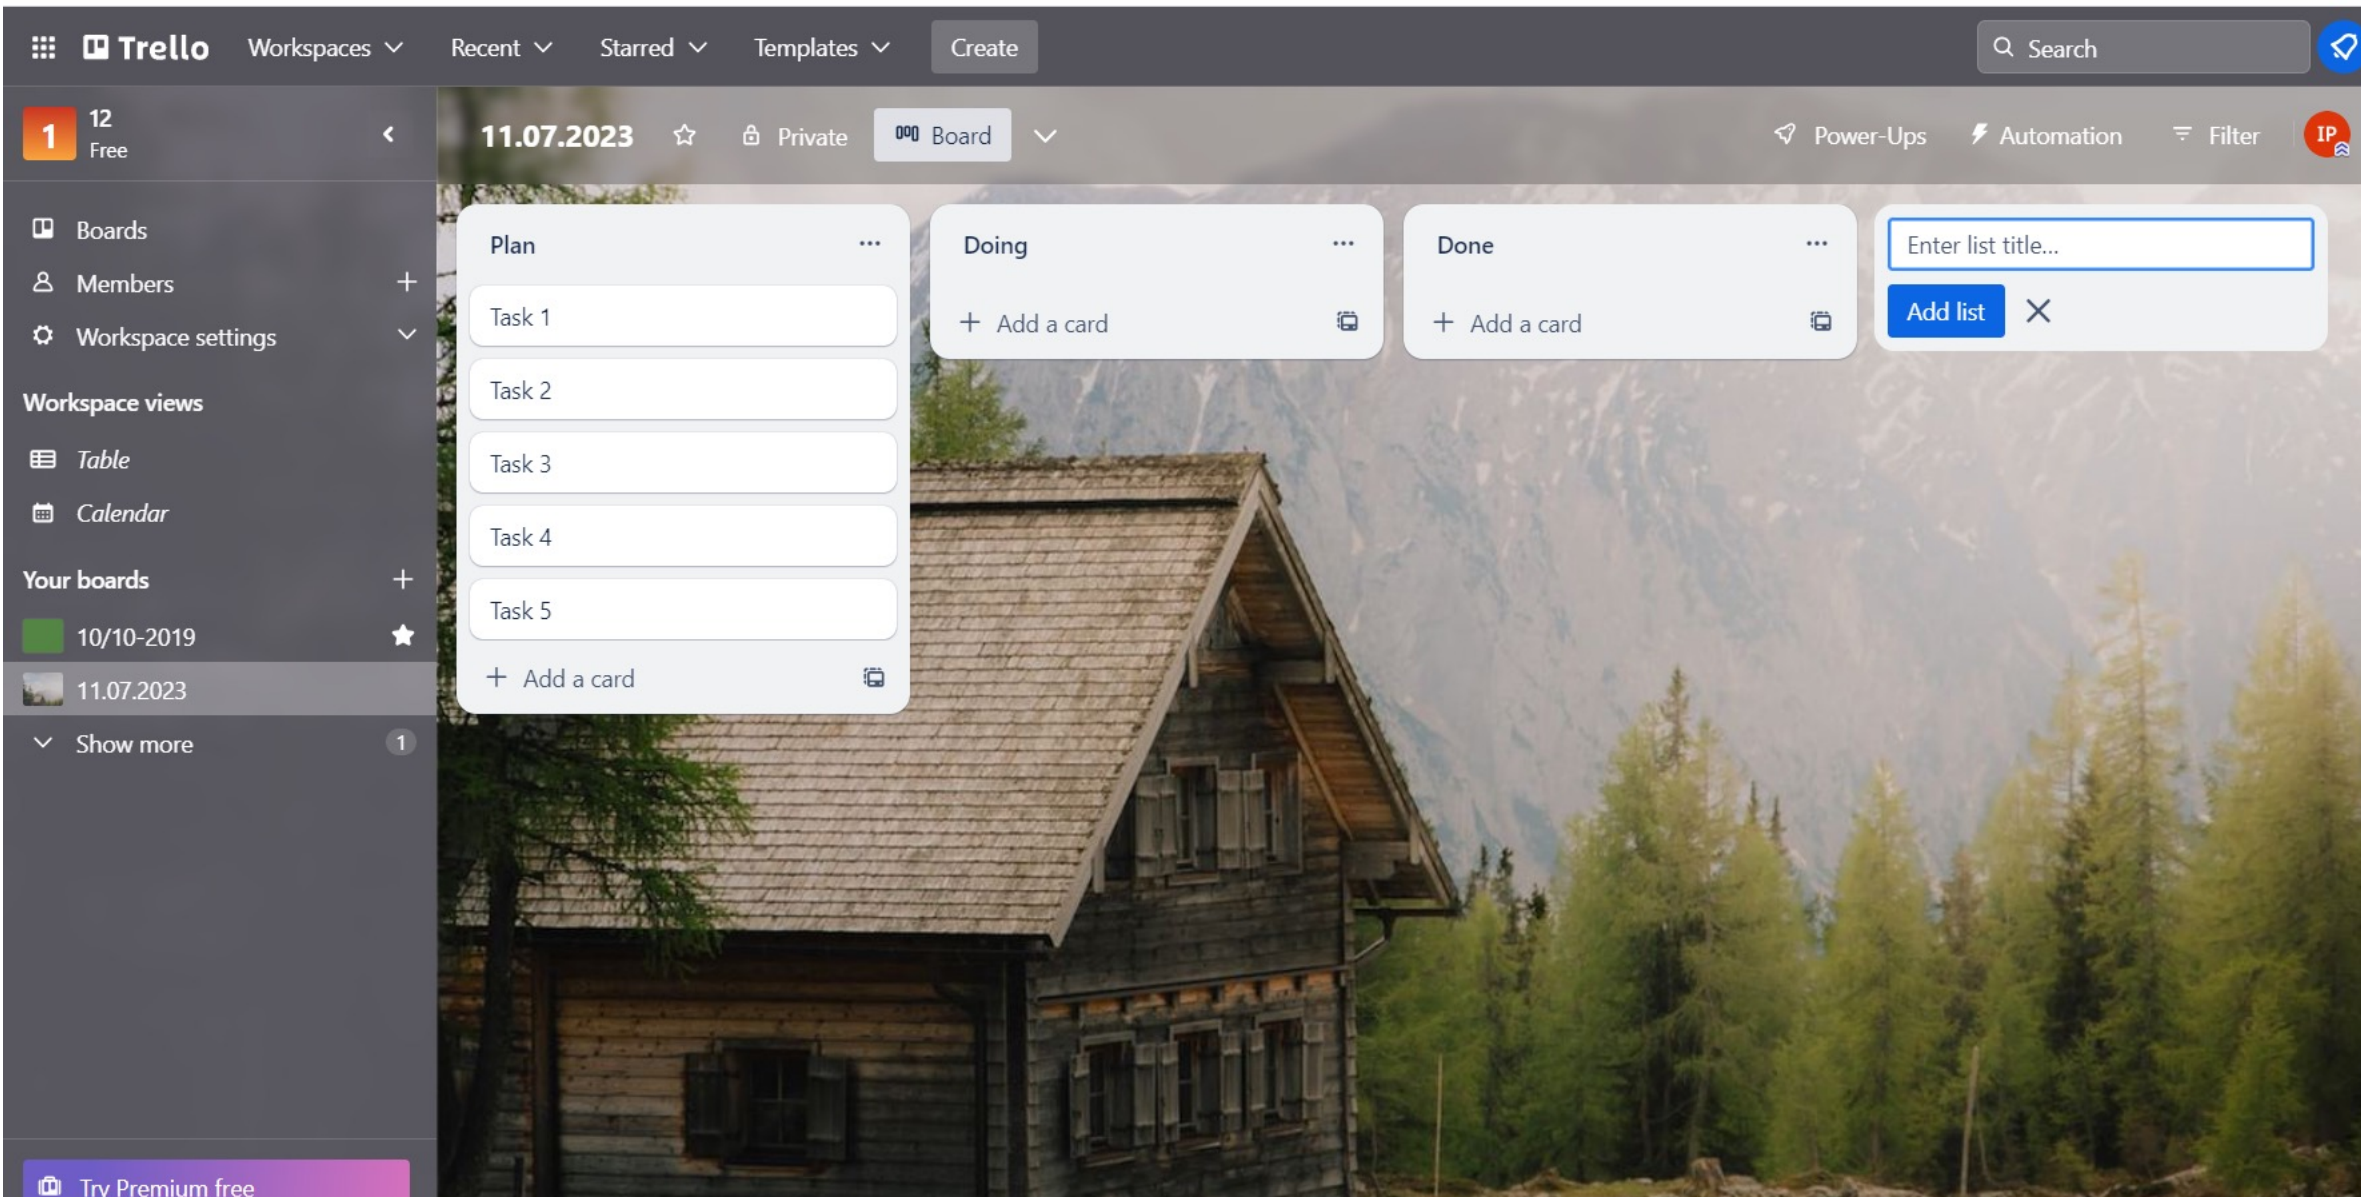 Trello
Workspaces
Recent
Starred
Templates
Create
Search
1
12
Free
11.07.2023
Private
Board
Power-Ups
Automation
Filter
IP
Boards
Members
Workspace settings
Workspace views
Table
Calendar
Your boards
10/10-2019
11.07.2023
Show more 1
Try Premium free
Plan
Task 1
Task 2
Task 3
Task 4
Task 5
Add a card
Doing
Add a card
Done
Add a card
Enter list title...
Add list